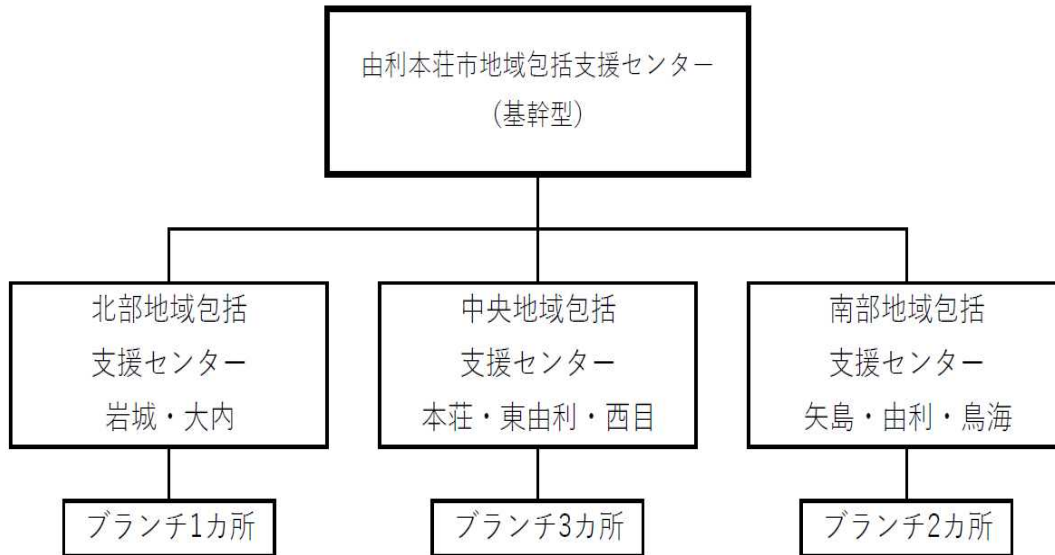 由利本荘市地域包括支援センター
(基幹型)
北部地域包括
支援センター
岩城・大内
中央地域包括
支援センター
本荘・東由利・西目
南部地域包括
支援センター
矢島・由利・鳥海
ブランチ1カ所
ブランチ3カ所
ブランチ2カ所